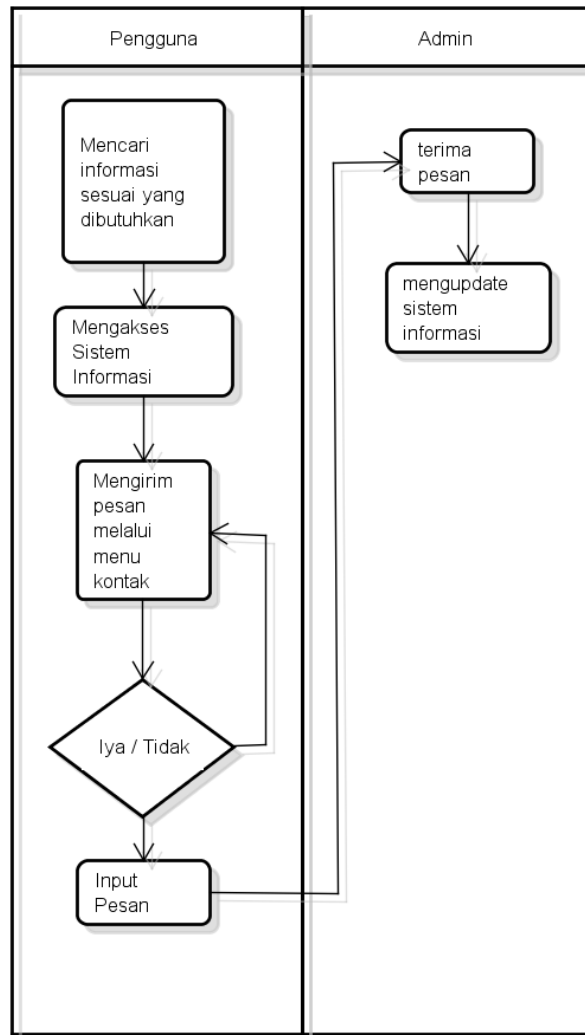 Pengguna
Admin
Mencari
informasi
sesuai yang
dibutuhkan
Mengakses
Sistem
Informasi
Mengirim
pesan
melalui
menu
kontak
Iya / Tidak
Input
Pesan
terima
pesan
mengupdate
sistem
informasi